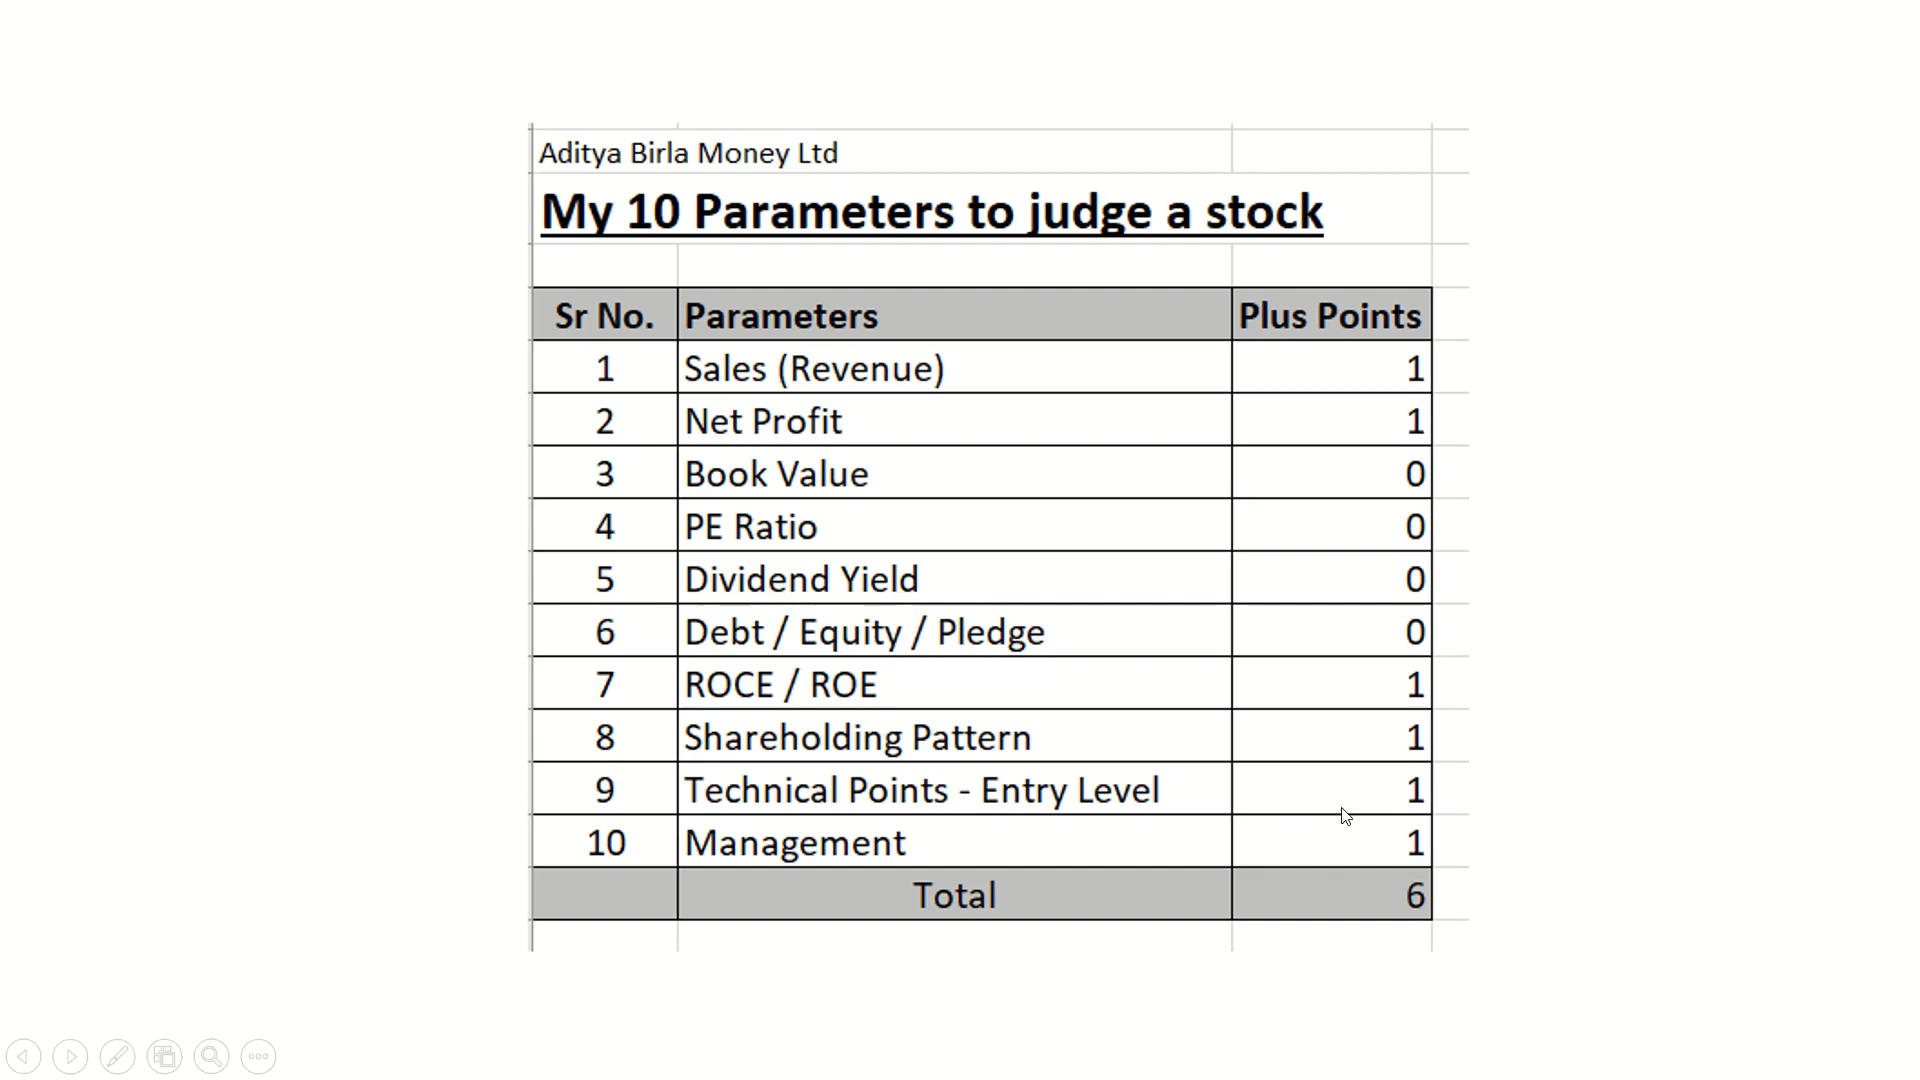 Aditya Birla Money Ltd
My 10 Parameters to judge a stock
Sr No. Parameters Plus Points
1 Sales (Revenue) 1
2 Net Profit 1
3 Book Value 0
4 PE Ratio 0
5 Dividend Yield 0
6 Debt / Equity / Pledge 0
7 ROCE / ROE 1
8 Shareholding Pattern 1
9 Technical Points - Entry Level 1
10 Management 1
Total 6